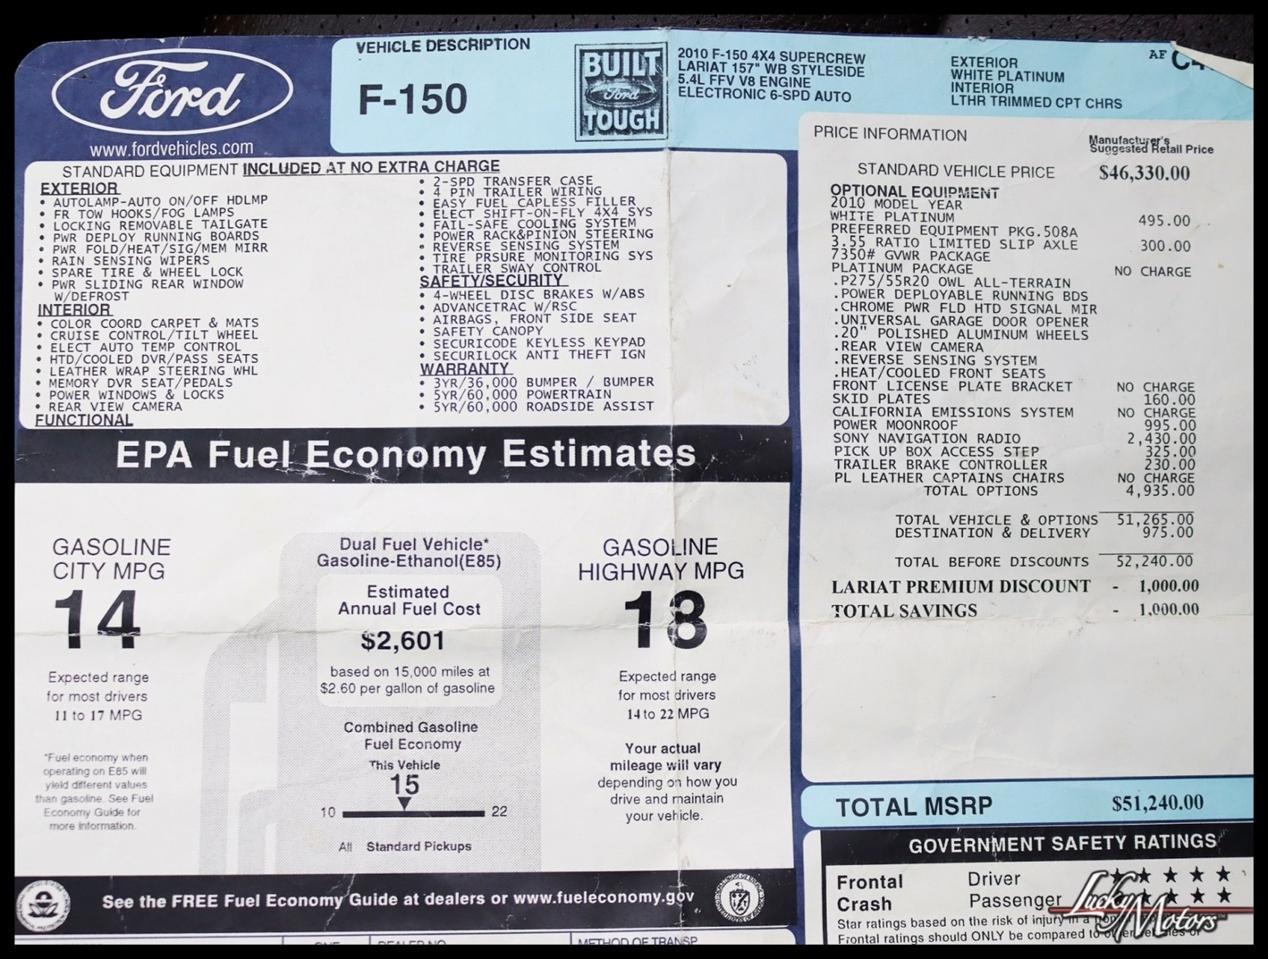 Ford
www.fordvehicles.com
VEHICLE DESCRIPTION
F-150
BUILT
Ford
TOUGH
2010 F-150 4X4 SUPERCREW
LARIAT 157" WB STYLESIDE
5.4L FFV V8 ENGINE
ELECTRONIC 6-SPD AUTO
EXTERIOR
WHITE PLATINUM
INTERIOR
LTHR TRIMMED CPT CHRS
AF
STANDARD EQUIPMENT INCLUDED AT NO EXTRA CHARGE
EXTERIOR
• AUTOLAMP-AUTO ON/OFF HDLMP
• FR TOW HOOKS/FOG LAMPS
• LOCKING REMOVABLE TAILGATE
• PWR DEPLOY RUNNING BOARDS
• PWR FOLD/HEAT/SIG/MEM MIRR
• RAIN SENSING WIPERS
• SPARE TIRE & WHEEL LOCK
• PWR SLIDING REAR WINDOW
W/DEFROST
INTERIOR
• COLOR COORD CARPET & MATS
• CRUISE CONTROL/TILT WHEEL
• ELECT AUTO TEMP CONTROL
• HTD/COOLED DVR/PASS SEATS
• LEATHER WRAP STEERING WHL
• MEMORY DVR SEAT/PEDALS
• POWER WINDOWS & LOCKS
• REAR VIEW CAMERA
FUNCTIONAL
• 2-SPD TRANSFER CASE
• 4 PIN TRAILER WIRING
• EASY FUEL CAPLESS FILLER
• ELECT SHIFT-ON-FLY 4X4 SYS
• FAIL-SAFE COOLING SYSTEM
• POWER RACK&PINION STEERING
• REVERSE SENSING SYSTEM
• TIRE PRSURE MONITORING SYS
• TRAILER SWAY CONTROL
SAFETY/SECURITY
• 4-WHEEL DISC BRAKES W/ABS
• ADVANCETRAC W/RSC
• AIRBAGS, FRONT SIDE SEAT
• SAFETY CANOPY
• SECURICODE KEYLESS KEYPAD
• SECURILOCK ANTI THEFT IGN
WARRANTY
• 3YR/36,000 BUMPER / BUMPER
• 5YR/60,000 POWERTRAIN
• 5YR/60,000 ROADSIDE ASSIST
EPA Fuel Economy Estimates
GASOLINE
CITY MPG
14
Expected range
for most drivers
11 to 17 MPG
*Fuel economy when
operating on E85 will
yield different values
than gasoline. See Fuel
Economy Guide for
more information.
Dual Fuel Vehicle*
Gasoline-Ethanol(E85)
Estimated
Annual Fuel Cost
$2,601
based on 15,000 miles at
$2.60 per gallon of gasoline
Combined Gasoline
Fuel Economy
This Vehicle
15
10 22
All Standard Pickups
GASOLINE
HIGHWAY MPG
18
Expected range
for most drivers
14 to 22 MPG
Your actual
mileage will vary
depending on how you
drive and maintain
your vehicle.
See the FREE Fuel Economy Guide at dealers or www.fueleconomy.gov
DEALER NO.
METHOD OF TRANSP.
PRICE INFORMATION
Manufacturer's
Suggested Retail Price
STANDARD VEHICLE PRICE $46,330.00
OPTIONAL EQUIPMENT
2010 MODEL YEAR
WHITE PLATINUM 495.00
PREFERRED EQUIPMENT PKG.508A
3.55 RATIO LIMITED SLIP AXLE 300.00
7350# GVWR PACKAGE
PLATINUM PACKAGE NO CHARGE
.P275/55R20 OWL ALL-TERRAIN
.POWER DEPLOYABLE RUNNING BDS
.CHROME PWR FLD HTD SIGNAL MIR
.UNIVERSAL GARAGE DOOR OPENER
.20" POLISHED ALUMINUM WHEELS
.REAR VIEW CAMERA
.REVERSE SENSING SYSTEM
.HEAT/COOLED FRONT SEATS
FRONT LICENSE PLATE BRACKET NO CHARGE
SKID PLATES 160.00
CALIFORNIA EMISSIONS SYSTEM NO CHARGE
POWER MOONROOF 995.00
SONY NAVIGATION RADIO 2,430.00
PICK UP BOX ACCESS STEP 325.00
TRAILER BRAKE CONTROLLER 230.00
PL LEATHER CAPTAINS CHAIRS NO CHARGE
TOTAL OPTIONS 4,935.00
TOTAL VEHICLE & OPTIONS 51,265.00
DESTINATION & DELIVERY 975.00
TOTAL BEFORE DISCOUNTS 52,240.00
LARIAT PREMIUM DISCOUNT - 1,000.00
TOTAL SAVINGS - 1,000.00
TOTAL MSRP $51,240.00
GOVERNMENT SAFETY RATINGS
Frontal
Crash
Driver ★ ★ ★ ★ ★
Passenger
Star ratings based on the risk of injury in a
Frontal ratings should ONLY be compared to
Lucky
Motors